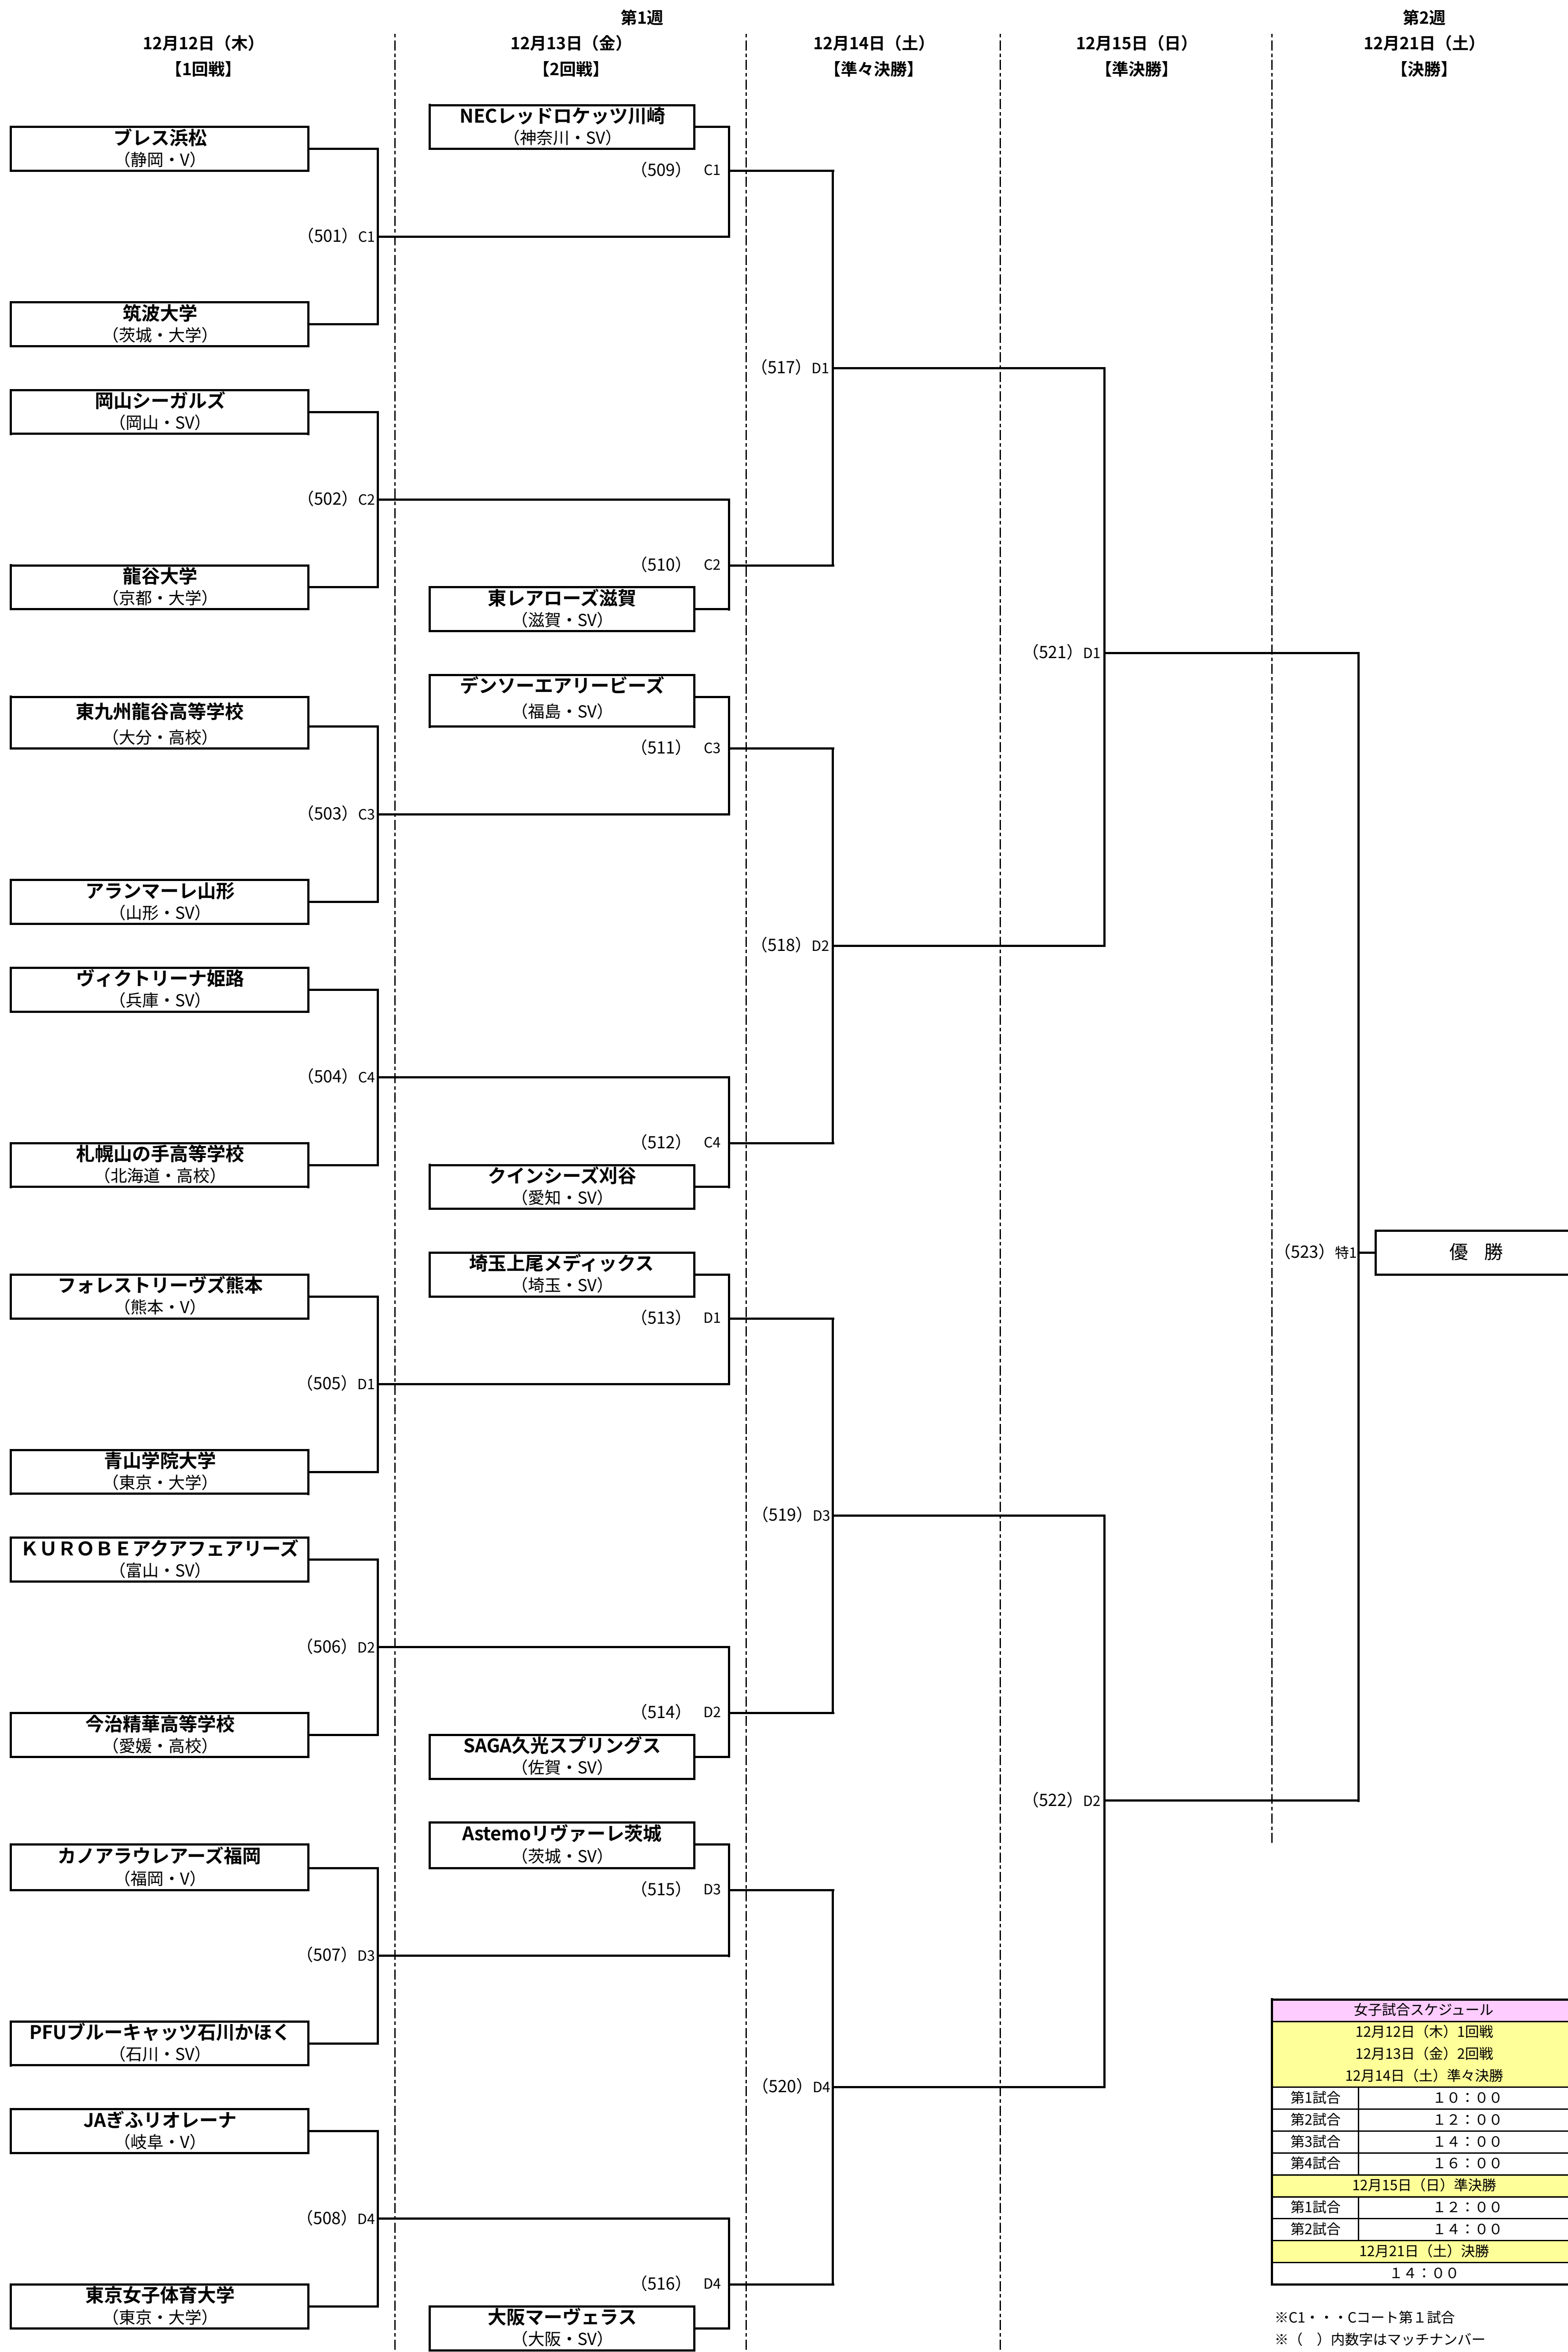 第1週
第2週
12月12日（木）
12月13日（金）
12月14日（土）
12月15日（日）
12月21日（土）
【1回戦】
【2回戦】
【準々決勝】
【準決勝】
【決勝】
NECレッドロケッツ川崎
（神奈川・SV）
ブレス浜松
（静岡・V）
（509） C1
（501）C1
筑波大学
（茨城・大学）
（517）D1
岡山シーガルズ
（岡山・SV）
（502）C2
（510） C2
龍谷大学
（京都・大学）
東レアローズ滋賀
（滋賀・SV）
（521）D1
デンソーエアリービーズ
（福島・SV）
東九州龍谷高等学校
（大分・高校）
（511） C3
（503）C3
アランマーレ山形
（山形・SV）
（518）D2
ヴィクトリーナ姫路
（兵庫・SV）
（504）C4
（512） C4
札幌山の手高等学校
（北海道・高校）
クインシーズ刈谷
（愛知・SV）
（523）特1
優　勝
埼玉上尾メディックス
（埼玉・SV）
フォレストリーヴズ熊本
（熊本・V）
（513） D1
（505）D1
青山学院大学
（東京・大学）
（519）D3
ＫＵＲＯＢＥアクアフェアリーズ
（富山・SV）
（506）D2
（514） D2
今治精華高等学校
（愛媛・高校）
SAGA久光スプリングス
（佐賀・SV）
（522）D2
Astemoリヴァーレ茨城
（茨城・SV）
カノアラウレアーズ福岡
（福岡・V）
（515） D3
（507）D3
PFUブルーキャッツ石川かほく
（石川・SV）
（520）D4
JAぎふリオレーナ
（岐阜・V）
（508）D4
（516） D4
東京女子体育大学
（東京・大学）
大阪マーヴェラス
（大阪・SV）
女子試合スケジュール
12月12日（木）1回戦
12月13日（金）2回戦
12月14日（土）準々決勝
第1試合 １０：００
第2試合 １２：００
第3試合 １４：００
第4試合 １６：００
12月15日（日）準決勝
第1試合 １２：００
第2試合 １４：００
12月21日（土）決勝
１４：００
※C1・・・Cコート第１試合
※（　）内数字はマッチナンバー